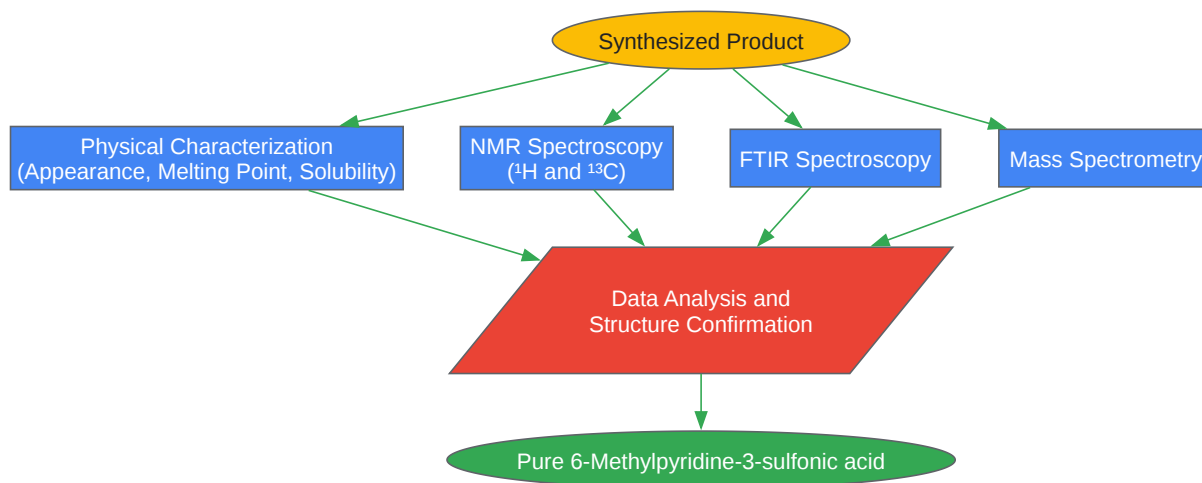 Synthesized Product
Physical Characterization
(Appearance, Melting Point, Solubility)
NMR Spectroscopy
(¹H and ¹³C)
FTIR Spectroscopy
Mass Spectrometry
Data Analysis and
Structure Confirmation
Pure 6-Methylpyridine-3-sulfonic acid